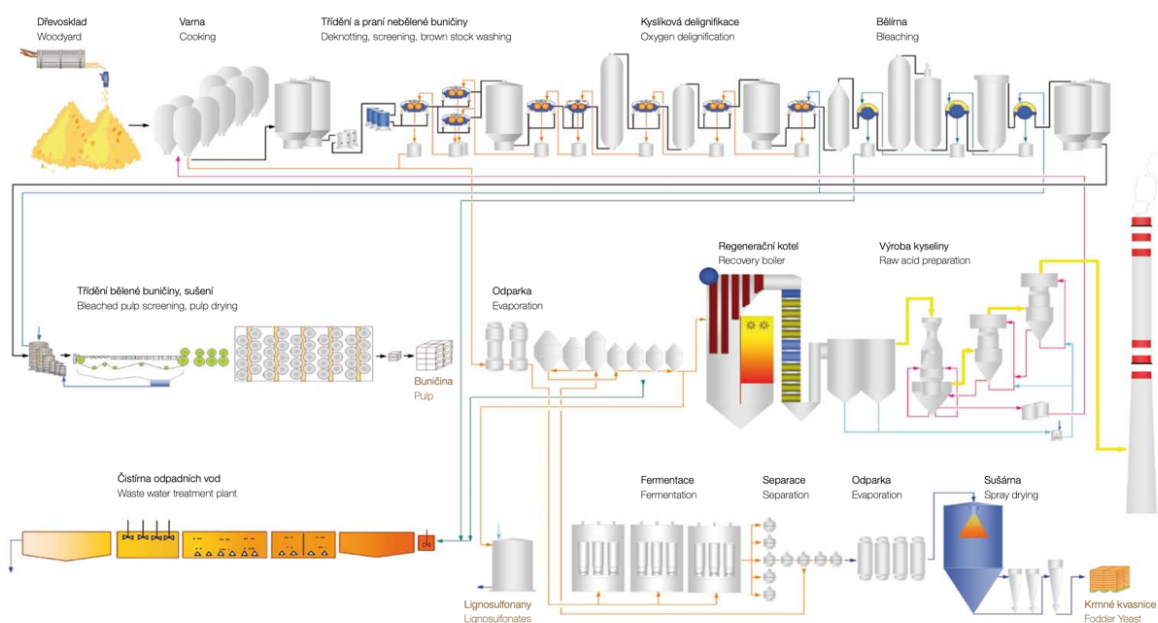 Dřevosklad
Woodyard
Varna
Cooking
Třídění a praní nebělené buničiny
Deknotting, screening, brown stock washing
Kyslíková delignifikace
Oxygen delignification
Bělírna
Bleaching
Třídění bělené buničiny, sušení
Bleached pulp screening, pulp drying
Odparka
Evaporation
Regenerační kotel
Recovery boiler
Výroba kyseliny
Raw acid preparation
Buničina
Pulp
Čistírna odpadních vod
Waste water treatment plant
Fermentace
Fermentation
Separace
Separation
Odparka
Evaporation
Sušárna
Spray drying
Lignosulfonany
Lignosulfonates
Krmné kvasnice
Fodder Yeast